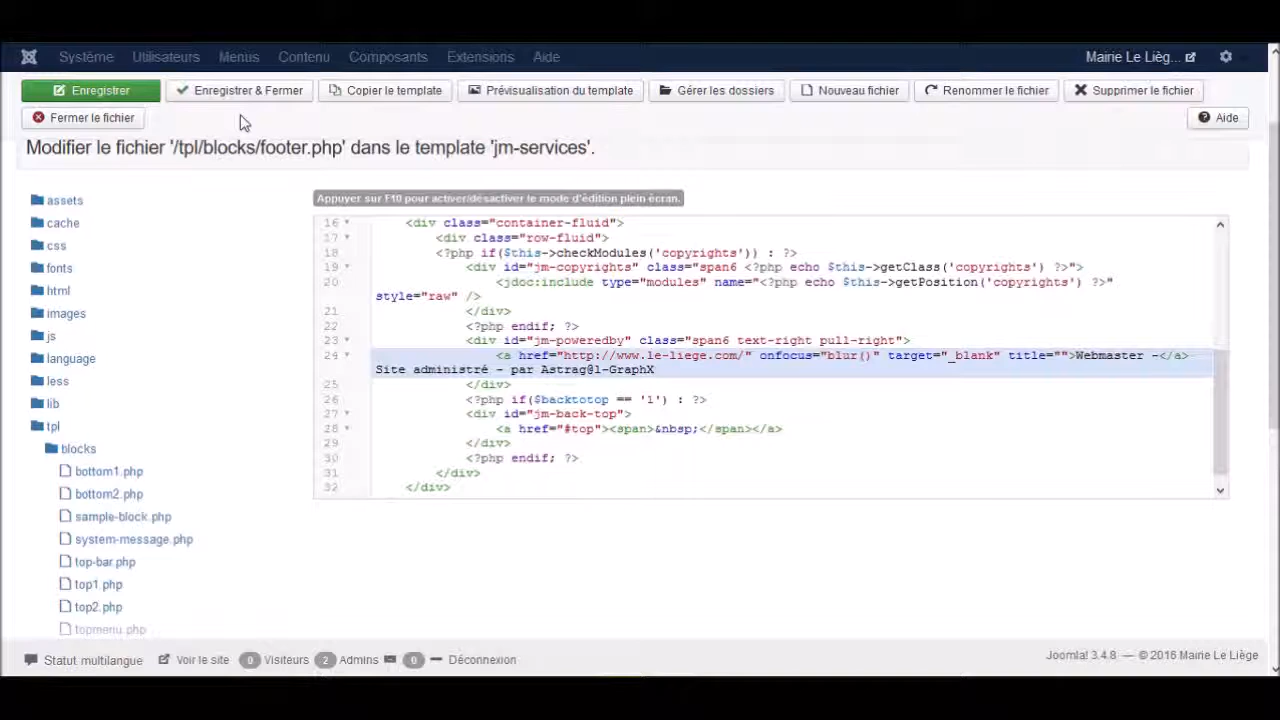 Système Utilisateurs Menus Contenu Composants Extensions Aide Mairie Le Lièg...
Enregistrer Enregistrer & Fermer Copier le template Prévisualisation du template Gérer les dossiers Nouveau fichier Renommer le fichier Supprimer le fichier
Fermer le fichier Aide
Modifier le fichier '/tpl/blocks/footer.php' dans le template 'jm-services'.
assets
cache
css
fonts
html
images
js
language
less
lib
tpl
blocks
bottom1.php
bottom2.php
sample-block.php
system-message.php
top-bar.php
top1.php
top2.php
topmenu.php
Appuyer sur F10 pour activer/désactiver le mode d'édition plein écran.
16 <div class="container-fluid">
17 <div class="row-fluid">
18 <?php if($this->checkModules('copyrights')) : ?>
19 <div id="jm-copyrights" class="span6 <?php echo $this->getClass('copyrights') ?>">
20 <jdoc:include type="modules" name="<?php echo $this->getPosition('copyrights') ?>"
style="raw" />
21 </div>
22 <?php endif; ?>
23 <div id="jm-poweredby" class="span6 text-right pull-right">
24 <a href="http://www.le-liege.com/" onfocus="blur()" target="_blank" title="">Webmaster -</a>
Site administré - par Astrag@l-GraphX
25 </div>
26 <?php if($backtotop == '1') : ?>
27 <div id="jm-back-top">
28 <a href="#top"><span>&nbsp;</span></a>
29 </div>
30 <?php endif; ?>
31 </div>
32 </div>
Statut multilangue Voir le site 0 Visiteurs 2 Admins 0 Déconnexion
Joomla! 3.4.8 — © 2016 Mairie Le Liège